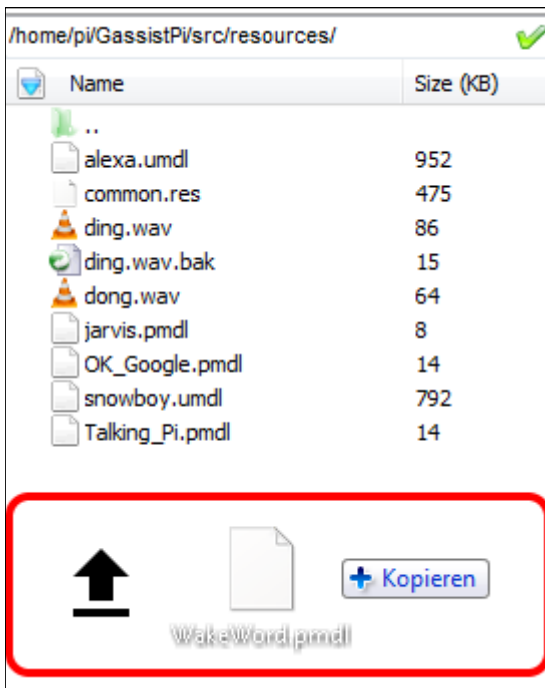 /home/pi/GassistPi/src/resources/
Name Size (KB)
..
alexa.umdl 952
common.res 475
ding.wav 86
ding.wav.bak 15
dong.wav 64
jarvis.pmdl 8
OK_Google.pmdl 14
snowboy.umdl 792
Talking_Pi.pmdl 14
Kopieren
WakeWord.pmdl